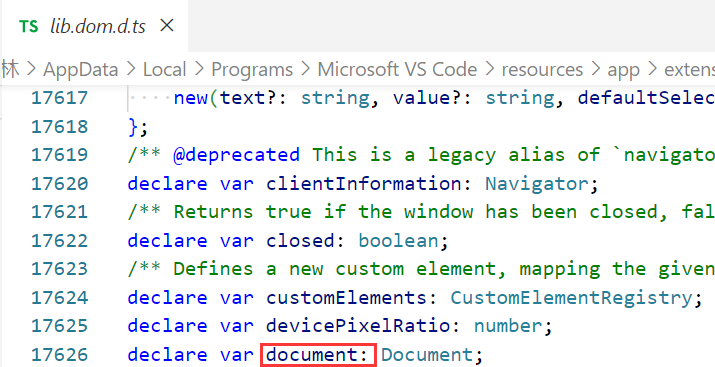 TS lib.dom.d.ts ×
林 > AppData > Local > Programs > Microsoft VS Code > resources > app > exten
17617 new(text?: string, value?: string, defaultSelec
17618 };
17619 /** @deprecated This is a legacy alias of `navigato
17620 declare var clientInformation: Navigator;
17621 /** Returns true if the window has been closed, fal
17622 declare var closed: boolean;
17623 /** Defines a new custom element, mapping the given
17624 declare var customElements: CustomElementRegistry;
17625 declare var devicePixelRatio: number;
17626 declare var document: Document;